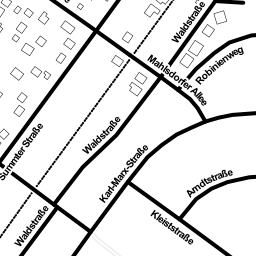 Waldstraße
Robinienweg
Mahlsdorfer Allee
Summter Straße
Waldstraße
Karl-Marx-Straße
Arndtstraße
Waldstraße
Kleiststraße